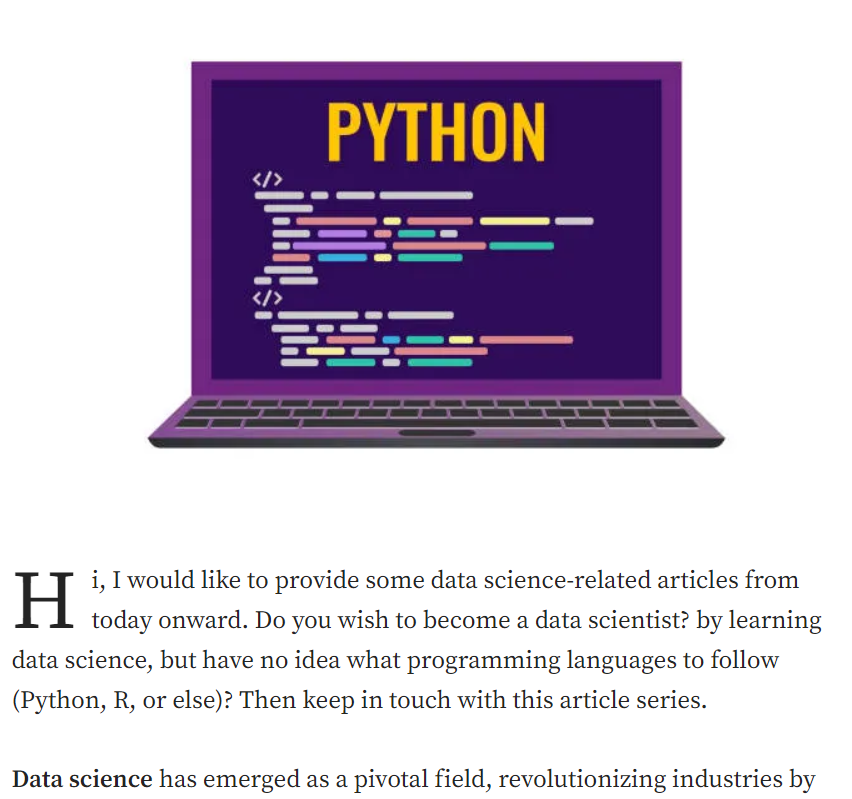 PYTHON
</>
</>
Hi, I would like to provide some data science-related articles from
today onward. Do you wish to become a data scientist? by learning
data science, but have no idea what programming languages to follow
(Python, R, or else)? Then keep in touch with this article series.
Data science has emerged as a pivotal field, revolutionizing industries by